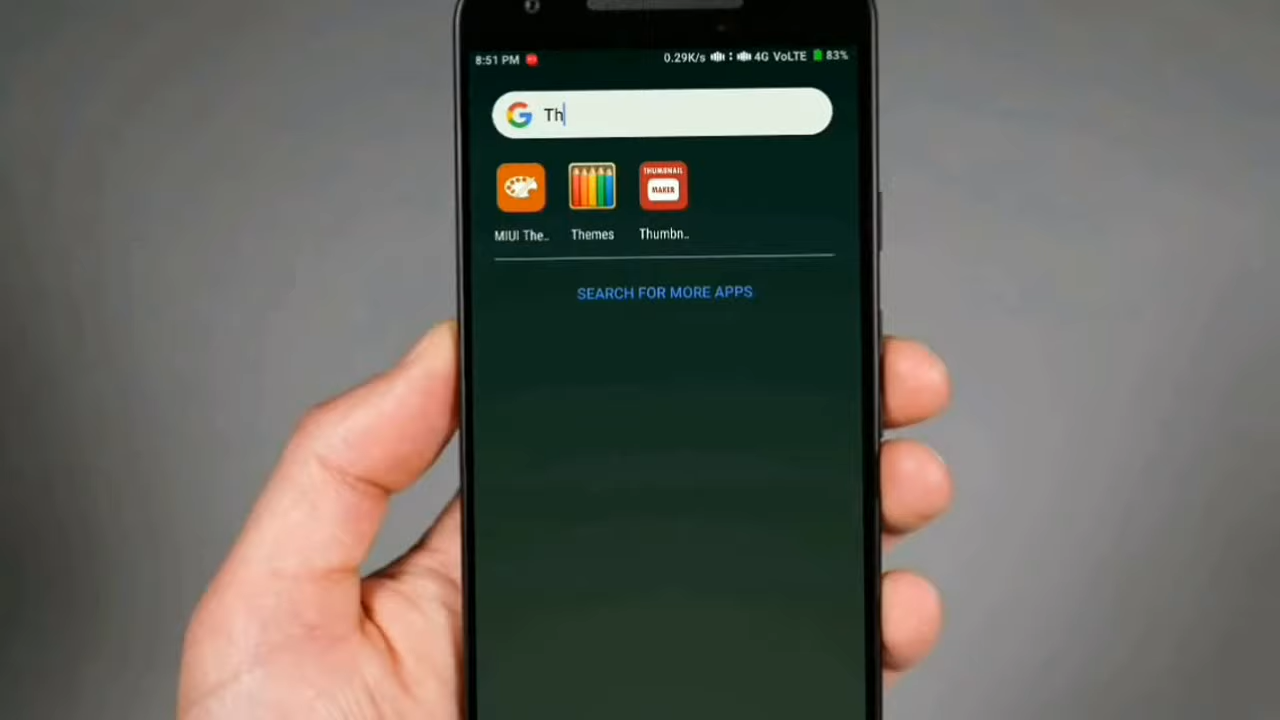 8:51 PM 0.29K/s 4G VoLTE 83%
Th
THUMBNAIL
MAKER
MIUI The.. Themes Thumbn..
SEARCH FOR MORE APPS